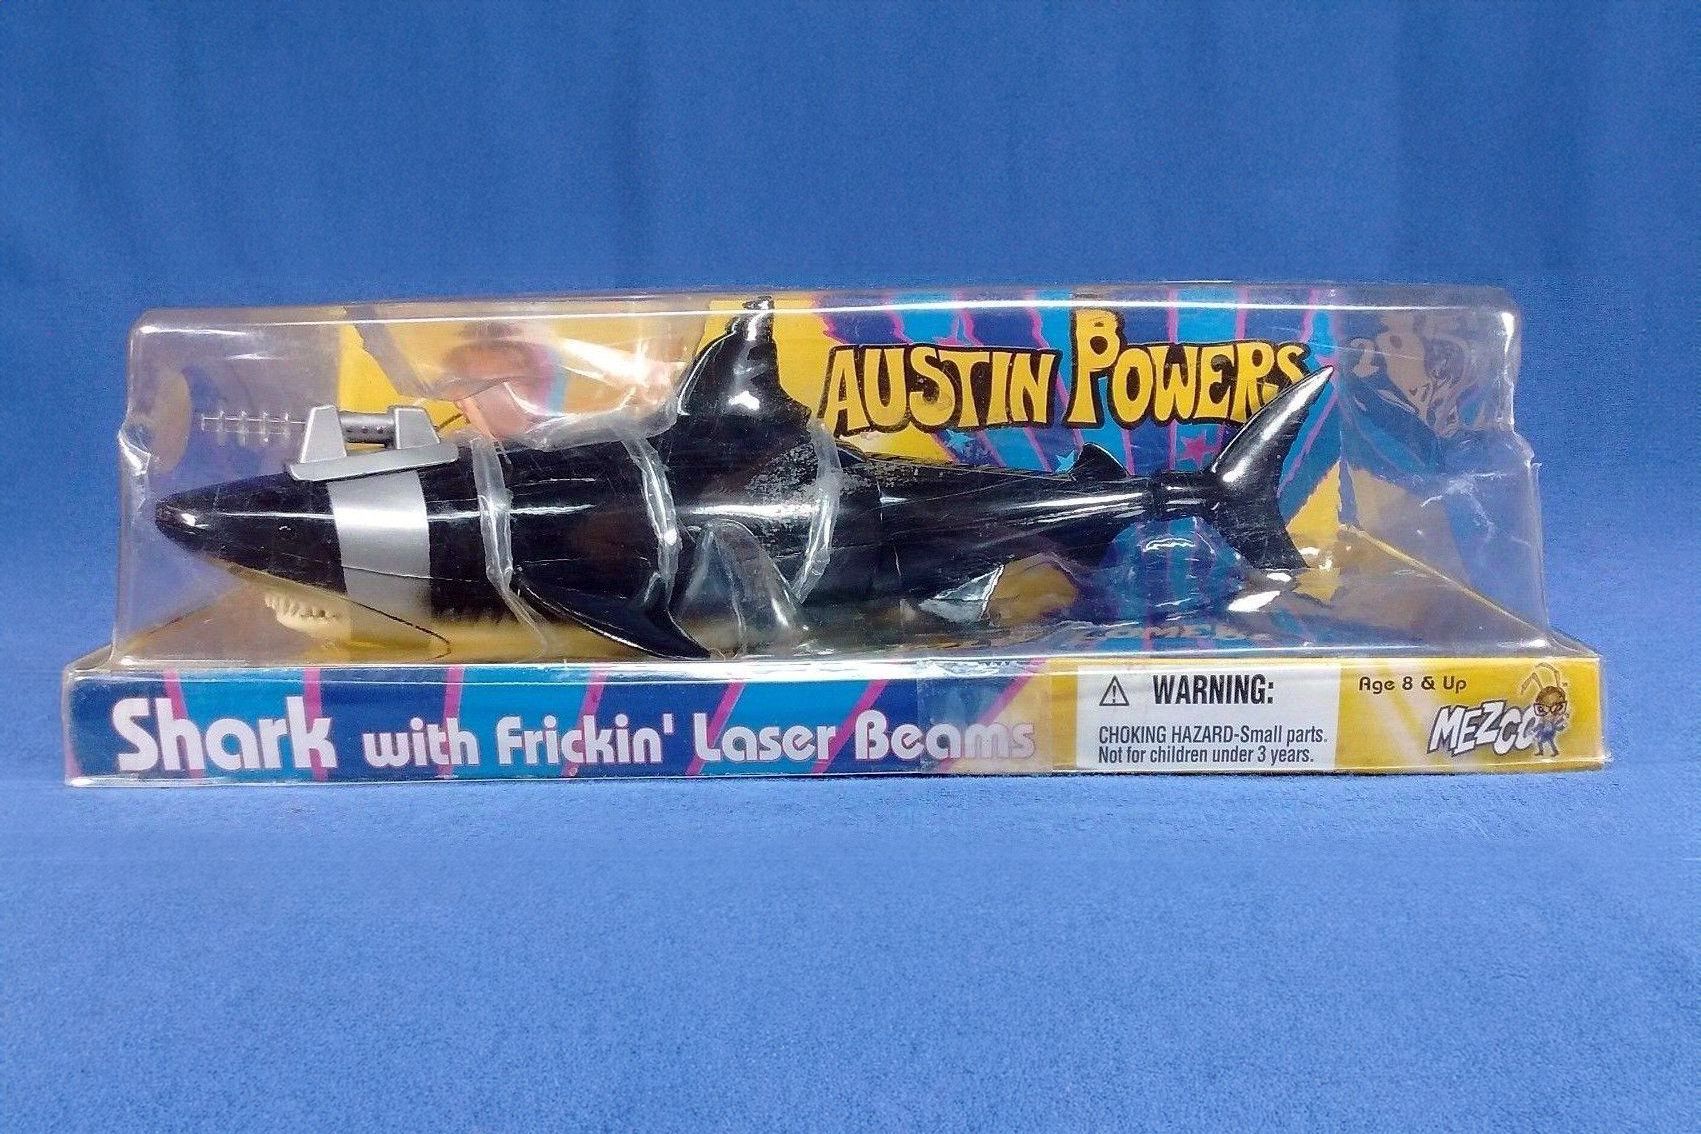 AUSTIN POWERS
Shark with Frickin' Laser Beams
WARNING:
CHOKING HAZARD-Small parts.
Not for children under 3 years.
Age 8 & Up
MEZCO